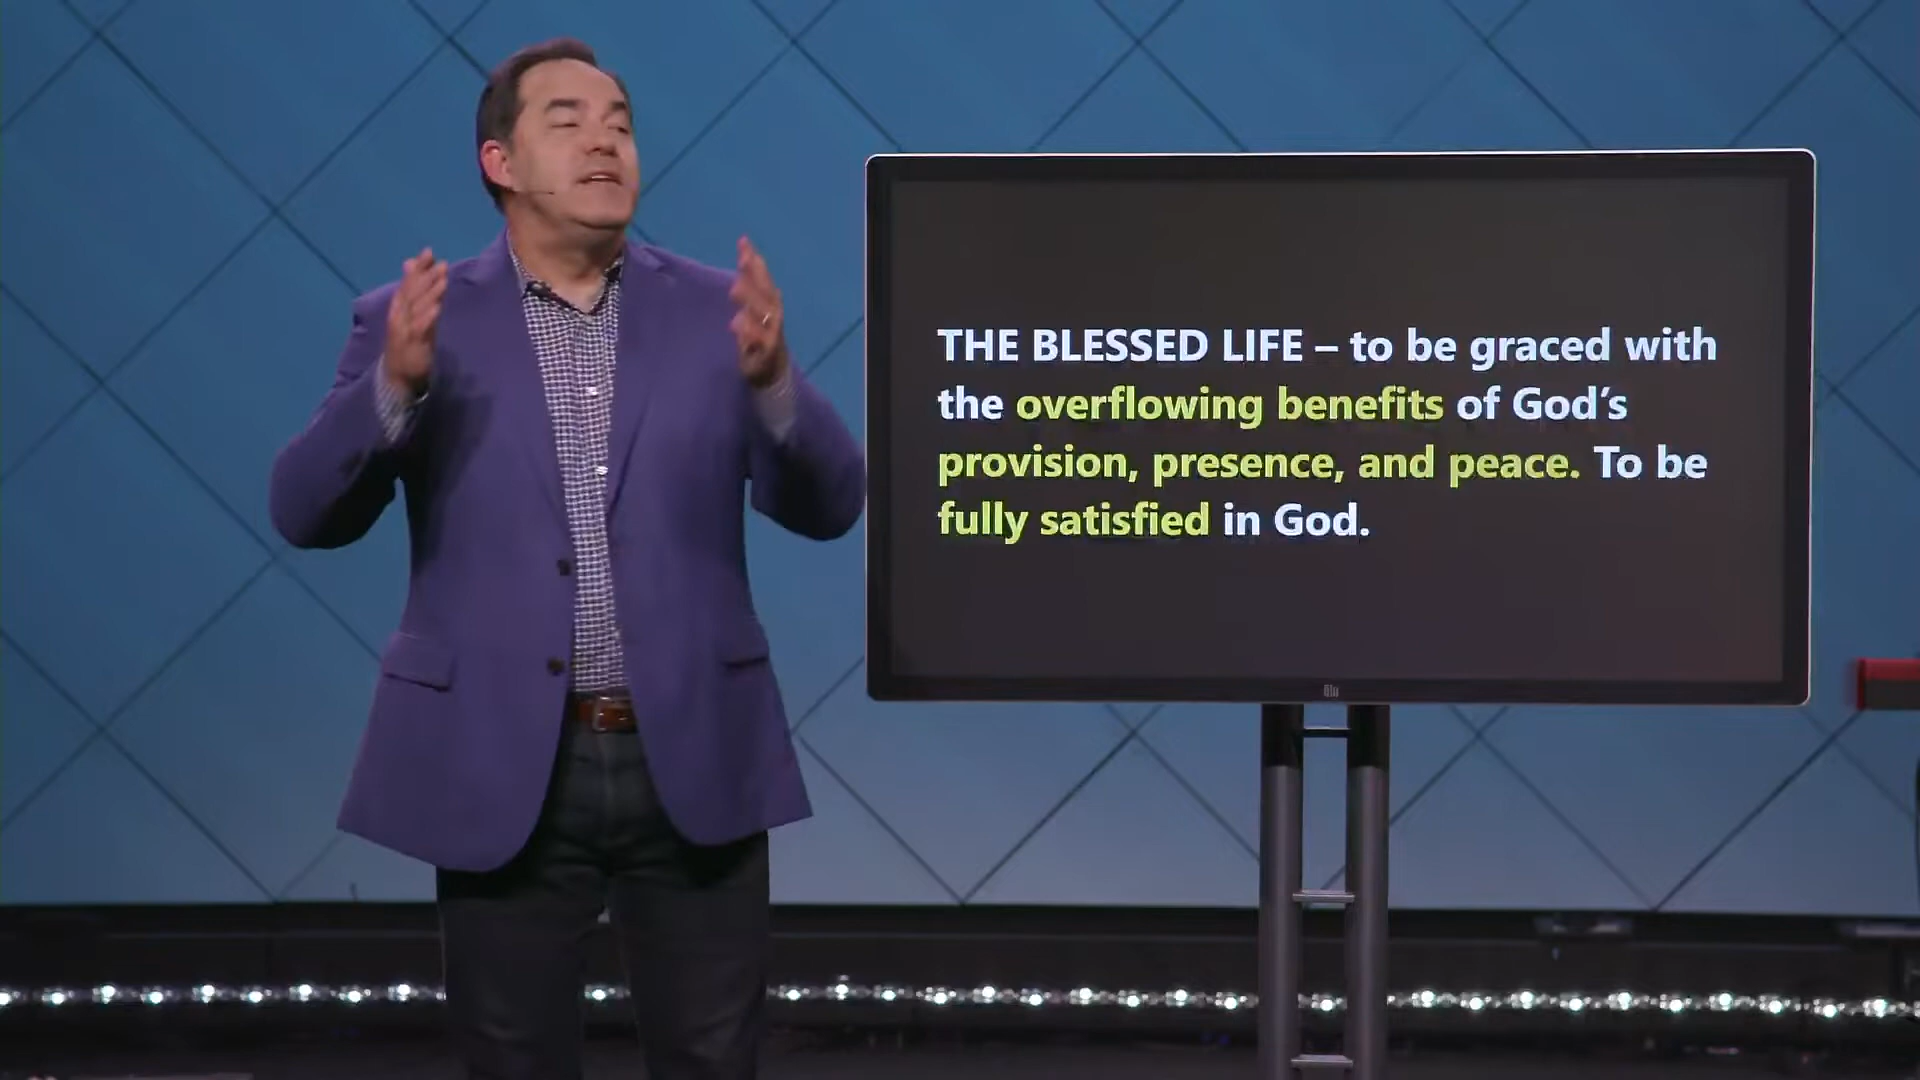 THE BLESSED LIFE – to be graced with
the overflowing benefits of God’s
provision, presence, and peace. To be
fully satisfied in God.
elo